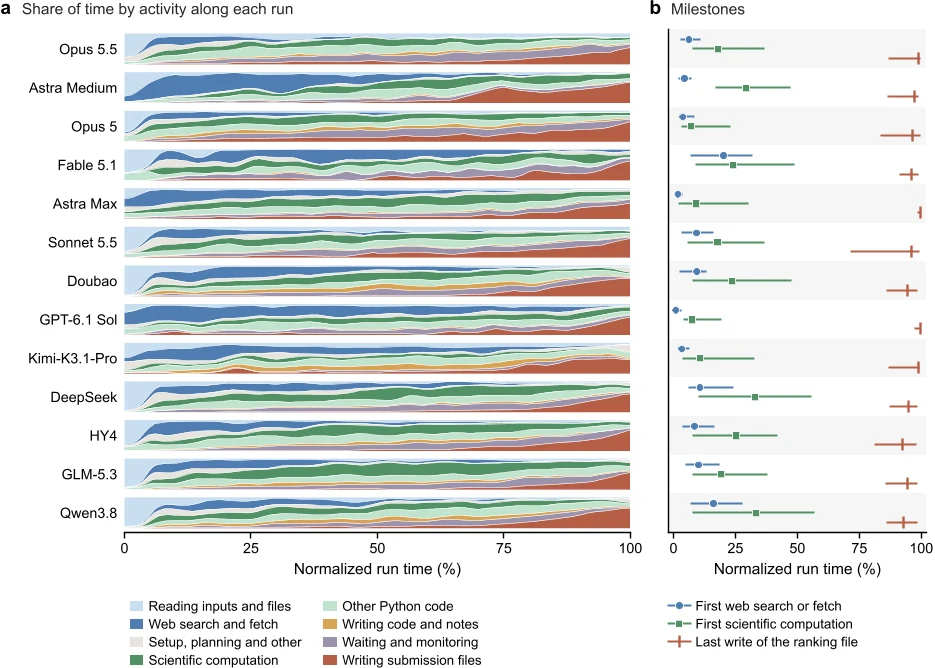 a Share of time by activity along each run
b Milestones
Opus 5.5
Astra Medium
Opus 5
Fable 5.1
Astra Max
Sonnet 5.5
Doubao
GPT-6.1 Sol
Kimi-K3.1-Pro
DeepSeek
HY4
GLM-5.3
Qwen3.8
0 25 50 75 100
Normalized run time (%)
0 25 50 75 100
Normalized run time (%)
Reading inputs and files
Web search and fetch
Setup, planning and other
Scientific computation
Other Python code
Writing code and notes
Waiting and monitoring
Writing submission files
First web search or fetch
First scientific computation
Last write of the ranking file